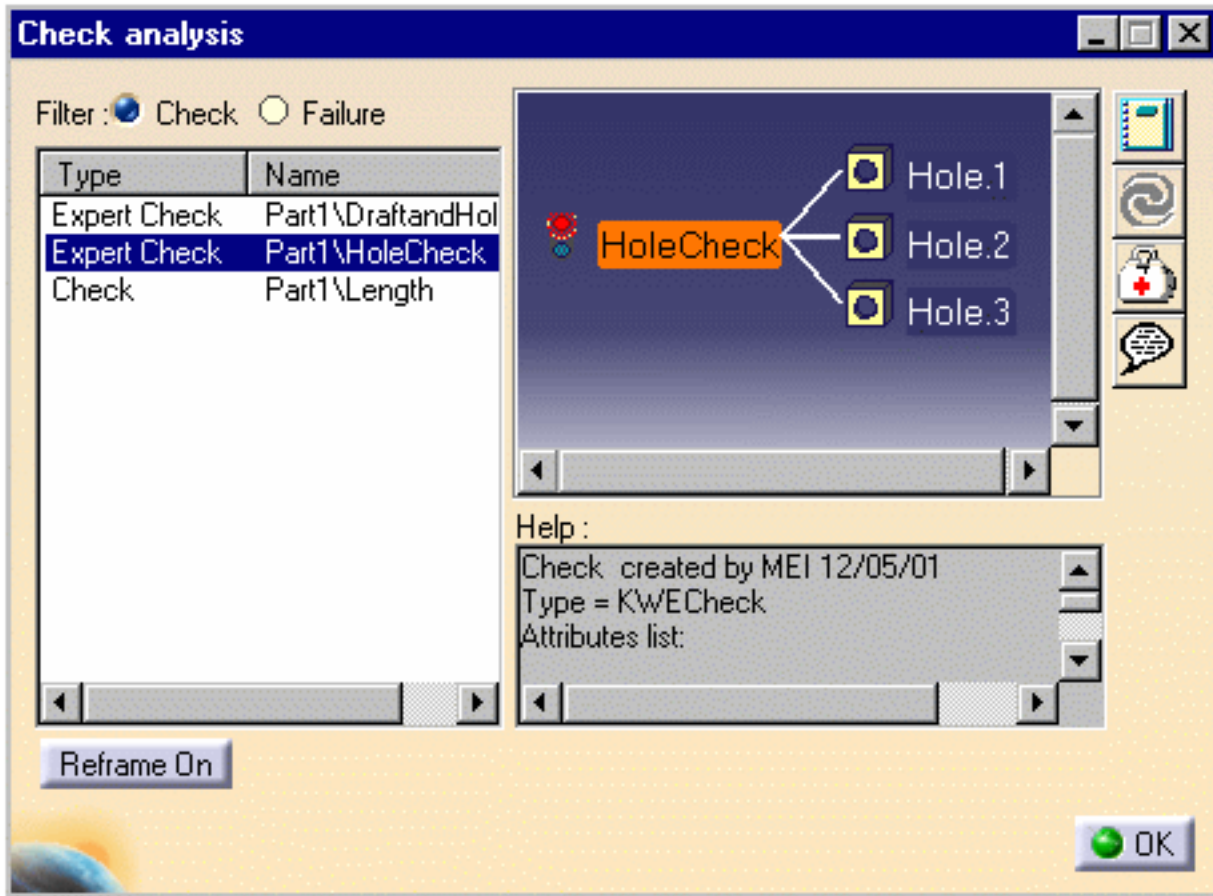 Check analysis
Filter : Check Failure
Type Name
Expert Check Part1\DraftandHol
Expert Check Part1\HoleCheck
Check Part1\Length
HoleCheck
Hole.1
Hole.2
Hole.3
Help :
Check created by MEI 12/05/01
Type = KWECheck
Attributes list:
Reframe On
OK